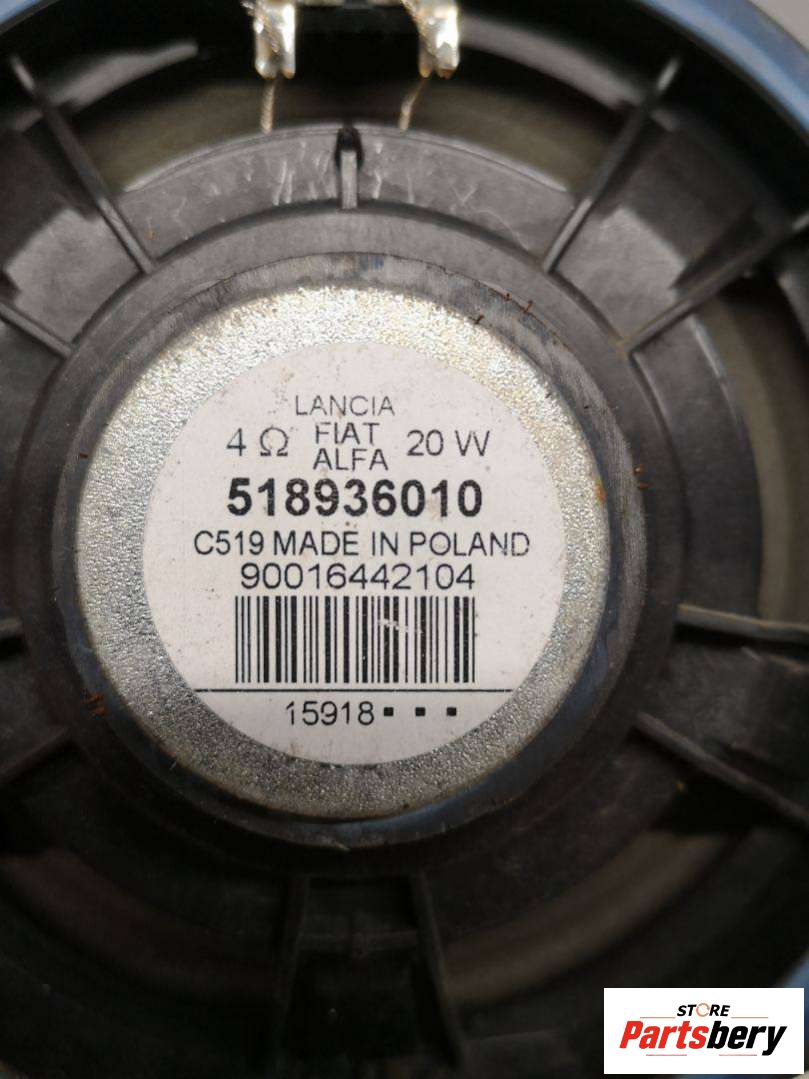 LANCIA
4 Ω FIAT 20 W
ALFA
518936010
C519 MADE IN POLAND
90016442104
15918▪ ▪ ▪
STORE
Partsbery